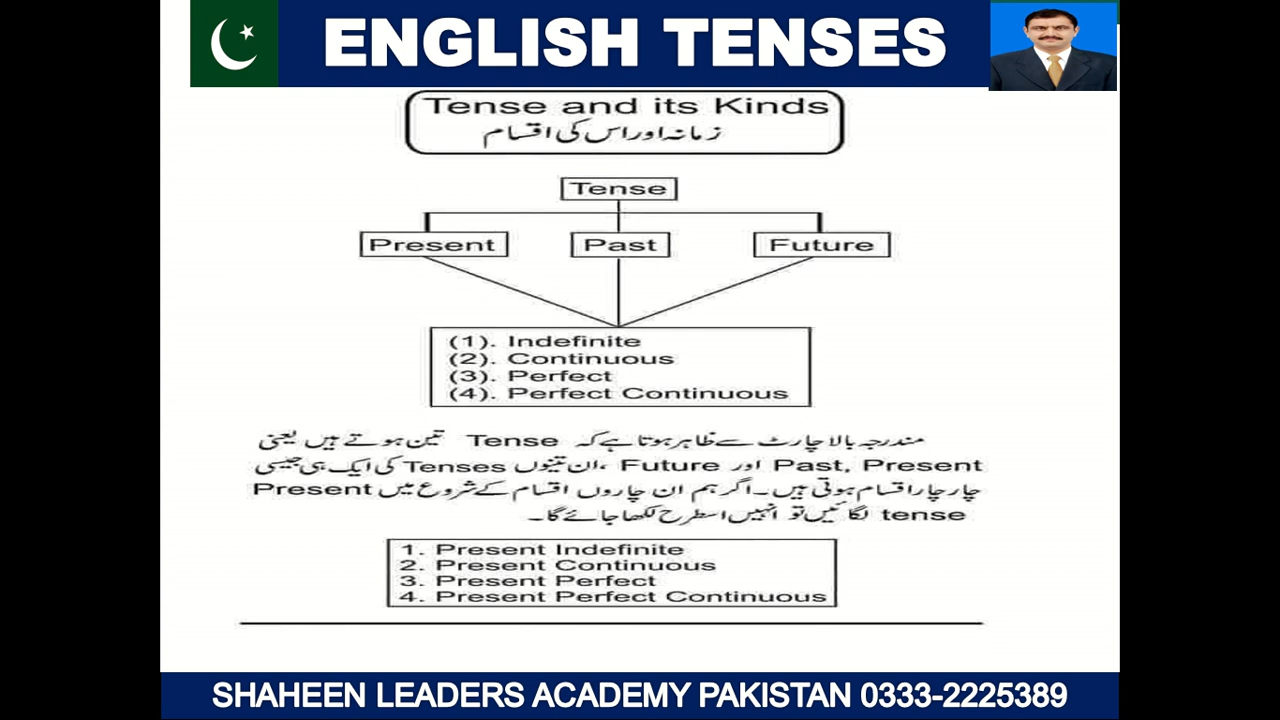 ENGLISH TENSES
Tense and its Kinds
زمانہ اور اس کی اقسام
Tense
Present Past Future
(1). Indefinite
(2). Continuous
(3). Perfect
(4). Perfect Continuous
مندرجہ بالا چارٹ سے ظاہر ہوتا ہے کہ Tense تین ہوتے ہیں یعنی
Past, Present اور Future ،ان تینوں Tenses کی ایک ہی جیسی
چار چار اقسام ہوتی ہیں۔ اگر ہم ان چاروں اقسام کے شروع میں Present
tense لگائیں تو انہیں اسطرح لکھا جائے گا۔
1. Present Indefinite
2. Present Continuous
3. Present Perfect
4. Present Perfect Continuous
SHAHEEN LEADERS ACADEMY PAKISTAN 0333-2225389